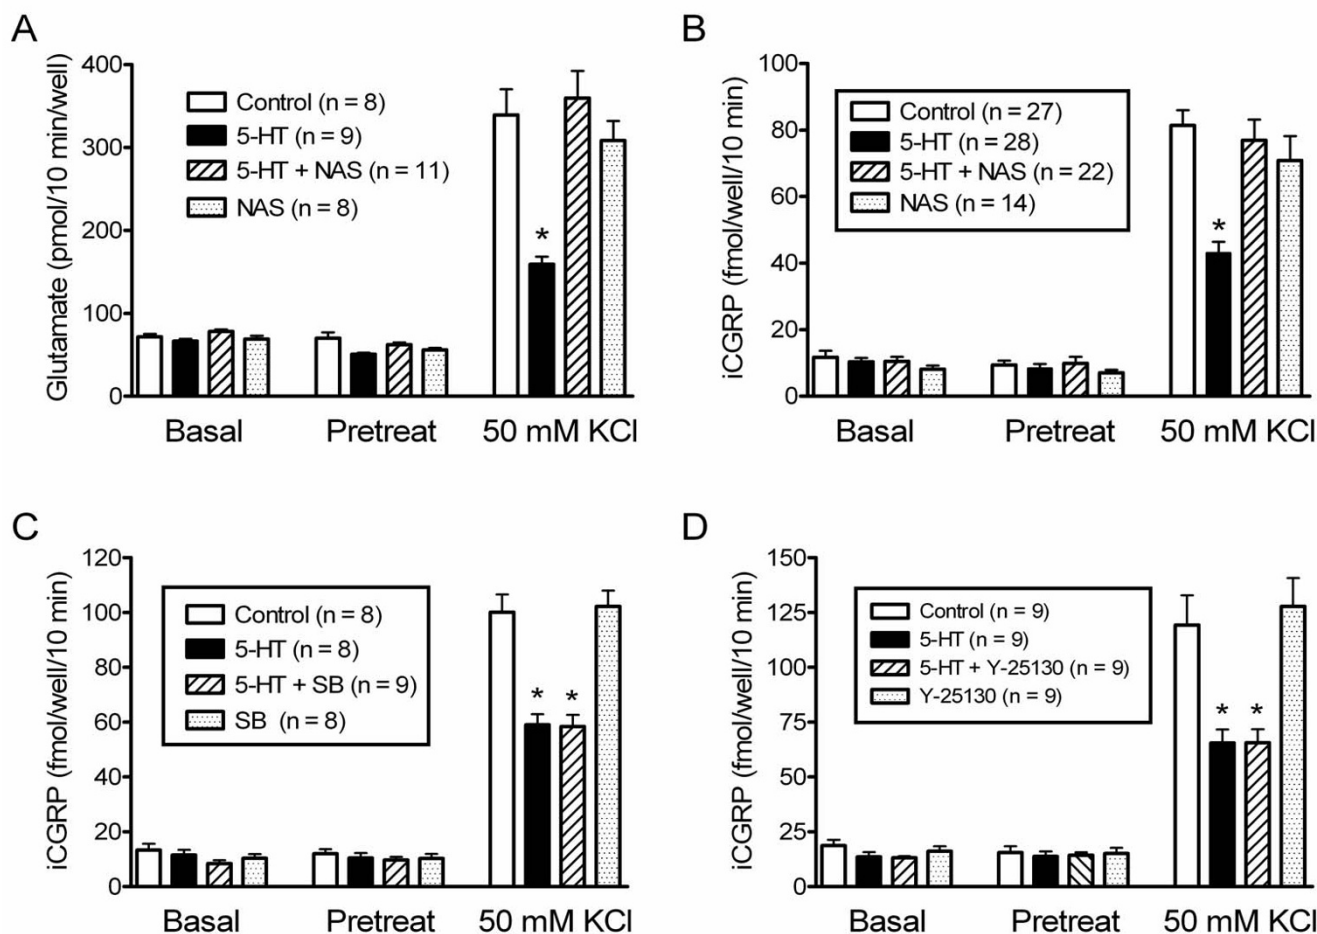 A
Glutamate (pmol/10 min/well)
400
300
200
100
0
Control (n = 8)
5-HT (n = 9)
5-HT + NAS (n = 11)
NAS (n = 8)
*
Basal
Pretreat
50 mM KCl
B
iCGRP (fmol/well/10 min)
100
80
60
40
20
0
Control (n = 27)
5-HT (n = 28)
5-HT + NAS (n = 22)
NAS (n = 14)
*
Basal
Pretreat
50 mM KCl
C
iCGRP (fmol/well/10 min)
120
100
80
60
40
20
0
Control (n = 8)
5-HT (n = 8)
5-HT + SB (n = 9)
SB (n = 8)
* *
Basal
Pretreat
50 mM KCl
D
iCGRP (fmol/well/10 min)
150
125
100
75
50
25
0
Control (n = 9)
5-HT (n = 9)
5-HT + Y-25130 (n = 9)
Y-25130 (n = 9)
* *
Basal
Pretreat
50 mM KCl